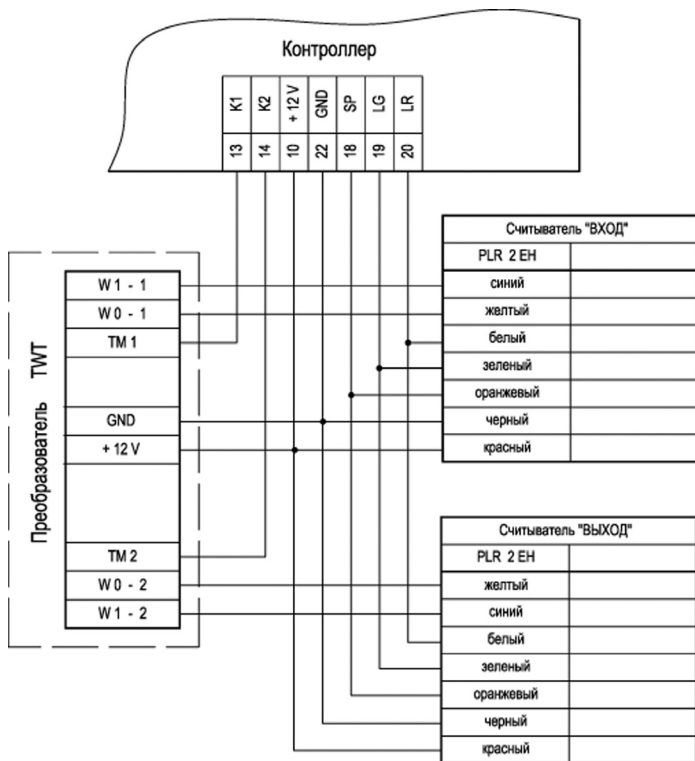 Контроллер
K1 K2 + 12 V GND SP LG LR
13 14 10 22 18 19 20
Преобразователь TWT
W 1 - 1
W 0 - 1
TM 1
GND
+ 12 V
TM 2
W 0 - 2
W 1 - 2
Считыватель "ВХОД"
PLR 2 EH
синий
желтый
белый
зеленый
оранжевый
черный
красный
Считыватель "ВЫХОД"
PLR 2 EH
желтый
синий
белый
зеленый
оранжевый
черный
красный